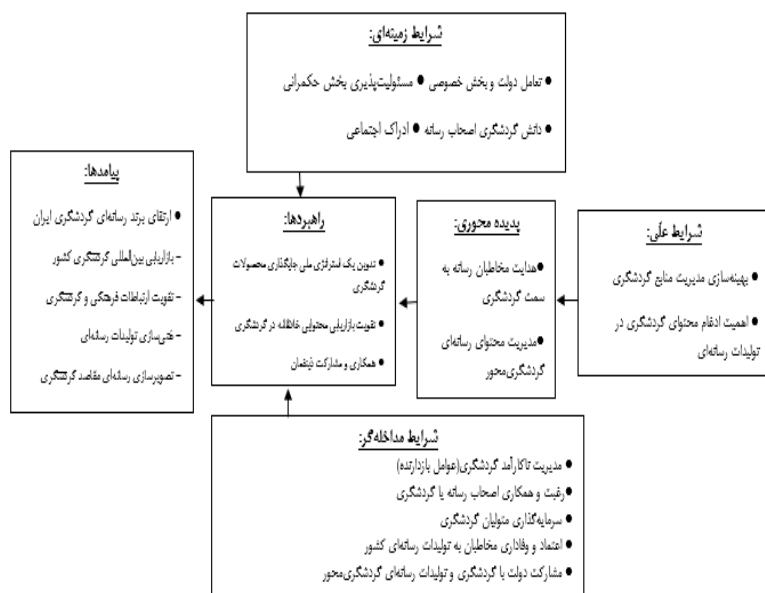 شرایط زمینه‌ای:
● تعامل دولت و بخش خصوصی ● مسئولیت‌پذیری بخش حکمرانی
● دانش گردشگری اصحاب رسانه ● ادراک اجتماعی
شرایط علّی:
● بهینه‌سازی مدیریت منابع گردشگری
● اهمیت ادغام محتوای گردشگری در
تولیدات رسانه‌ای
پدیده محوری:
●هدایت مخاطبان رسانه به
سمت گردشگری
●مدیریت محتوای رسانه‌ای
گردشگری‌محور
راهبردها:
● تدوین یک استراتژی ملی جایگذاری محصولات
گردشگری
● تقویت بازاریابی محتوایی خلاقانه در گردشگری
● همکاری و مشارکت ذینفعان
پیامدها:
● ارتقای برند رسانه‌ای گردشگری ایران
– بازاریابی بین‌المللی گردشگری کشور
– تقویت ارتباطات فرهنگی و گردشگری
– غنی‌سازی تولیدات رسانه‌ای
– تصویرسازی رسانه‌ای مقاصد گردشگری
شرایط مداخله‌گر:
● مدیریت ناکارآمد گردشگری(عوامل بازدارنده)
●رغبت و همکاری اصحاب رسانه با گردشگری
● سرمایه‌گذاری متولیان گردشگری
● اعتماد و وفاداری مخاطبان به تولیدات رسانه‌ای کشور
● مشارکت دولت با گردشگری و تولیدات رسانه‌ای گردشگری‌محور